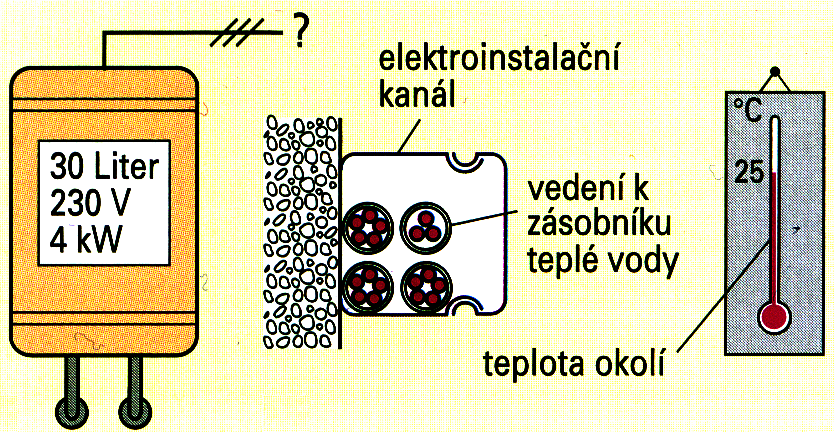 ?
elektroinstalační
kanál
30 Liter
230 V
4 kW
vedení k
zásobníku
teplé vody
°C
25
teplota okolí